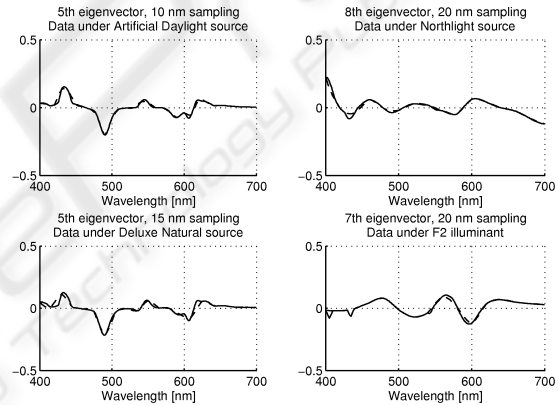 5th eigenvector, 10 nm sampling
Data under Artificial Daylight source
0.5
0
−0.5
400 500 600 700
Wavelength [nm]
8th eigenvector, 20 nm sampling
Data under Northlight source
0.5
0
−0.5
400 500 600 700
Wavelength [nm]
5th eigenvector, 15 nm sampling
Data under Deluxe Natural source
0.5
0
−0.5
400 500 600 700
Wavelength [nm]
7th eigenvector, 20 nm sampling
Data under F2 illuminant
0.5
0
−0.5
400 500 600 700
Wavelength [nm]